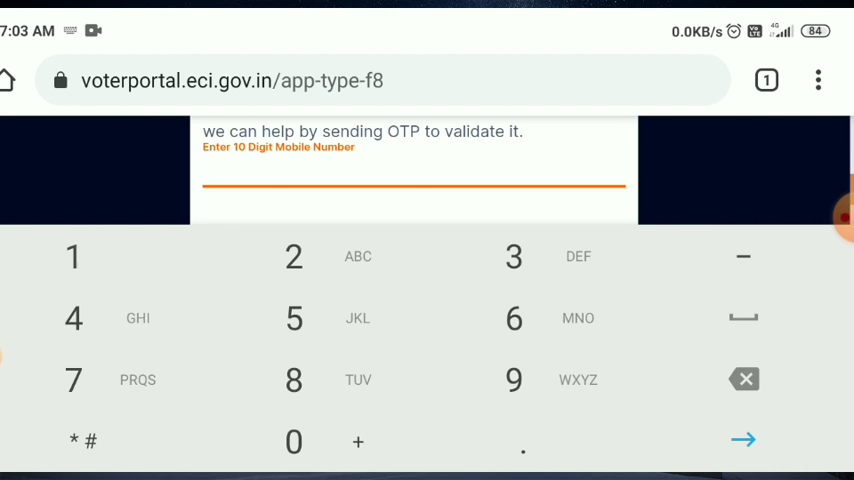 7:03 AM
0.0KB/s Vo LTE 4G 84
voterportal.eci.gov.in/app-type-f8
1
we can help by sending OTP to validate it.
Enter 10 Digit Mobile Number
1 2 ABC 3 DEF -
4 GHI 5 JKL 6 MNO
7 PRQS 8 TUV 9 WXYZ
* # 0 + .